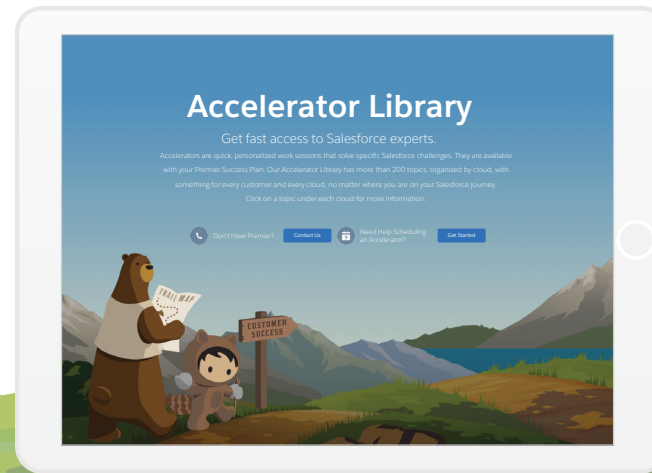 Accelerator Library
Get fast access to Salesforce experts.
Accelerators are quick, personalized work sessions that solve specific Salesforce challenges. They are available
with your Premier Success Plan. Our Accelerator Library has more than 200 topics, organized by cloud, with
something for every customer and every cloud, no matter where you are on your Salesforce journey.
Click on a topic under each cloud for more information.
Don't Have Premier?
Contact Us
Need Help Scheduling
an Accelerator?
Get Started
TRAIL MAP
CUSTOMER
SUCCESS